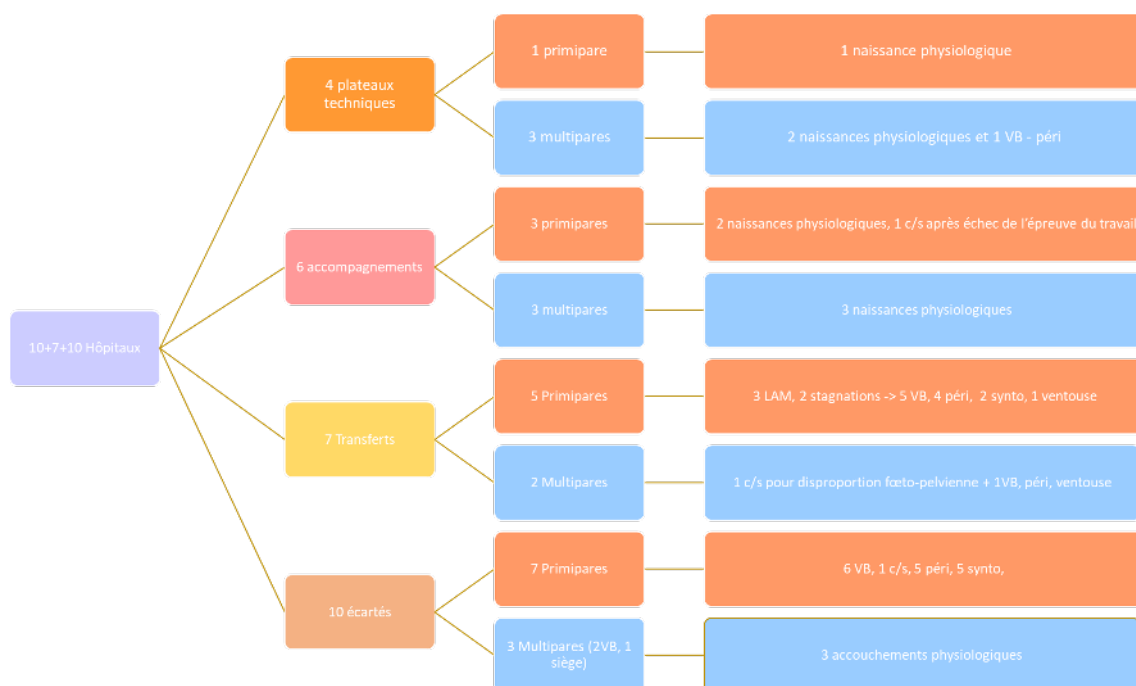 10+7+10 Hôpitaux
4 plateaux
techniques
1 primipare
1 naissance physiologique
3 multipares
2 naissances physiologiques et 1 VB - péri
6 accompagnements
3 primipares
2 naissances physiologiques, 1 c/s après échec de l'épreuve du travail
3 multipares
3 naissances physiologiques
7 Transferts
5 Primipares
3 LAM, 2 stagnations -> 5 VB, 4 péri, 2 synto, 1 ventouse
2 Multipares
1 c/s pour disproportion fœto-pelvienne + 1VB, péri, ventouse
10 écartés
7 Primipares
6 VB, 1 c/s, 5 péri, 5 synto,
3 Multipares (2VB, 1
siège)
3 accouchements physiologiques